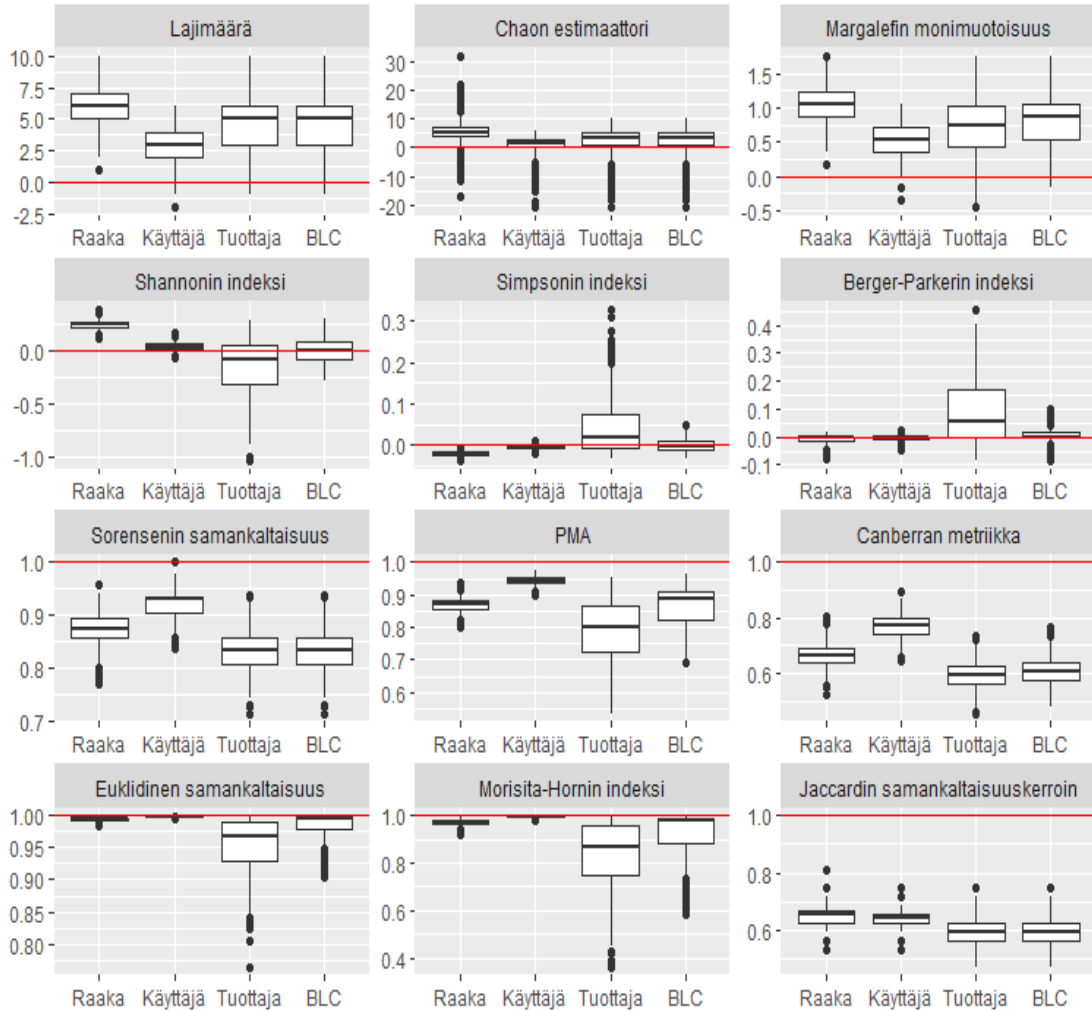 Lajimäärä
10.0
7.5
5.0
2.5
0.0
-2.5
Raaka Käyttäjä Tuottaja BLC
Chaon estimaattori
30
20
10
0
-10
-20
Raaka Käyttäjä Tuottaja BLC
Margalefin monimuotoisuus
1.5
1.0
0.5
0.0
-0.5
Raaka Käyttäjä Tuottaja BLC
Shannonin indeksi
0.0
-0.5
-1.0
Raaka Käyttäjä Tuottaja BLC
Simpsonin indeksi
0.3
0.2
0.1
0.0
Raaka Käyttäjä Tuottaja BLC
Berger-Parkerin indeksi
0.4
0.3
0.2
0.1
0.0
-0.1
Raaka Käyttäjä Tuottaja BLC
Sorensenin samankaltaisuus
1.0
0.9
0.8
0.7
Raaka Käyttäjä Tuottaja BLC
PMA
1.0
0.9
0.8
0.7
0.6
Raaka Käyttäjä Tuottaja BLC
Canberran metriikka
1.0
0.8
0.6
Raaka Käyttäjä Tuottaja BLC
Euklidinen samankaltaisuus
1.00
0.95
0.90
0.85
0.80
Raaka Käyttäjä Tuottaja BLC
Morisita-Hornin indeksi
1.0
0.8
0.6
0.4
Raaka Käyttäjä Tuottaja BLC
Jaccardin samankaltaisuuskerroin
1.0
0.8
0.6
Raaka Käyttäjä Tuottaja BLC